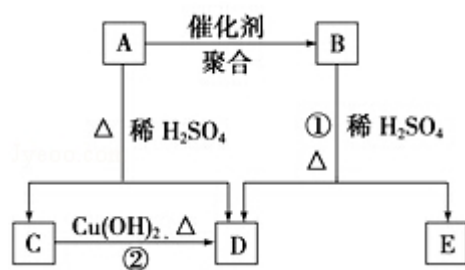 A 催化剂 聚合 B
△ 稀 H₂SO₄
① △ 稀 H₂SO₄
C Cu(OH)₂、△ ② D
E